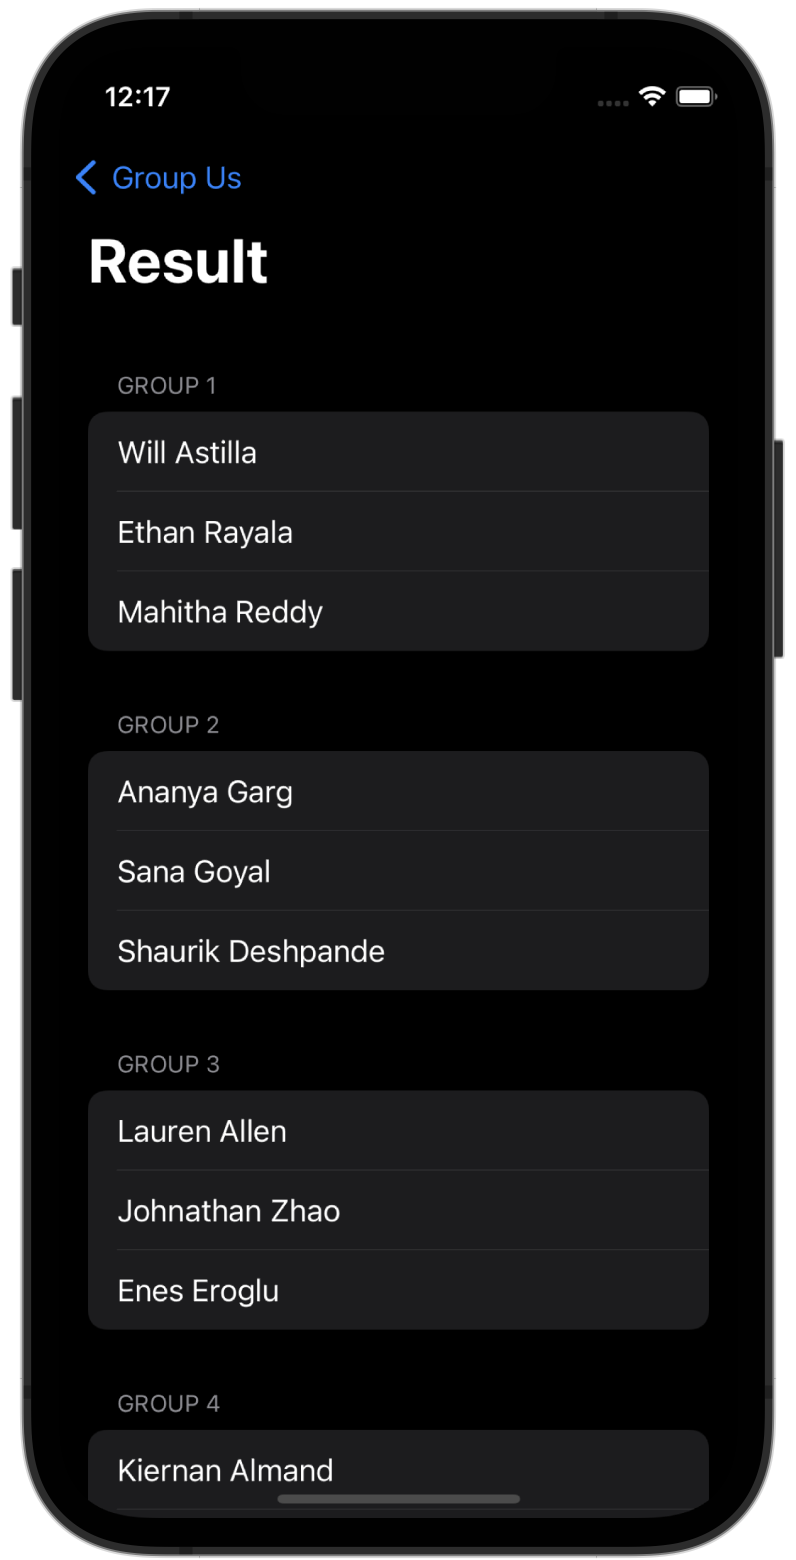 12:17
Group Us
Result
GROUP 1
Will Astilla
Ethan Rayala
Mahitha Reddy
GROUP 2
Ananya Garg
Sana Goyal
Shaurik Deshpande
GROUP 3
Lauren Allen
Johnathan Zhao
Enes Eroglu
GROUP 4
Kiernan Almand